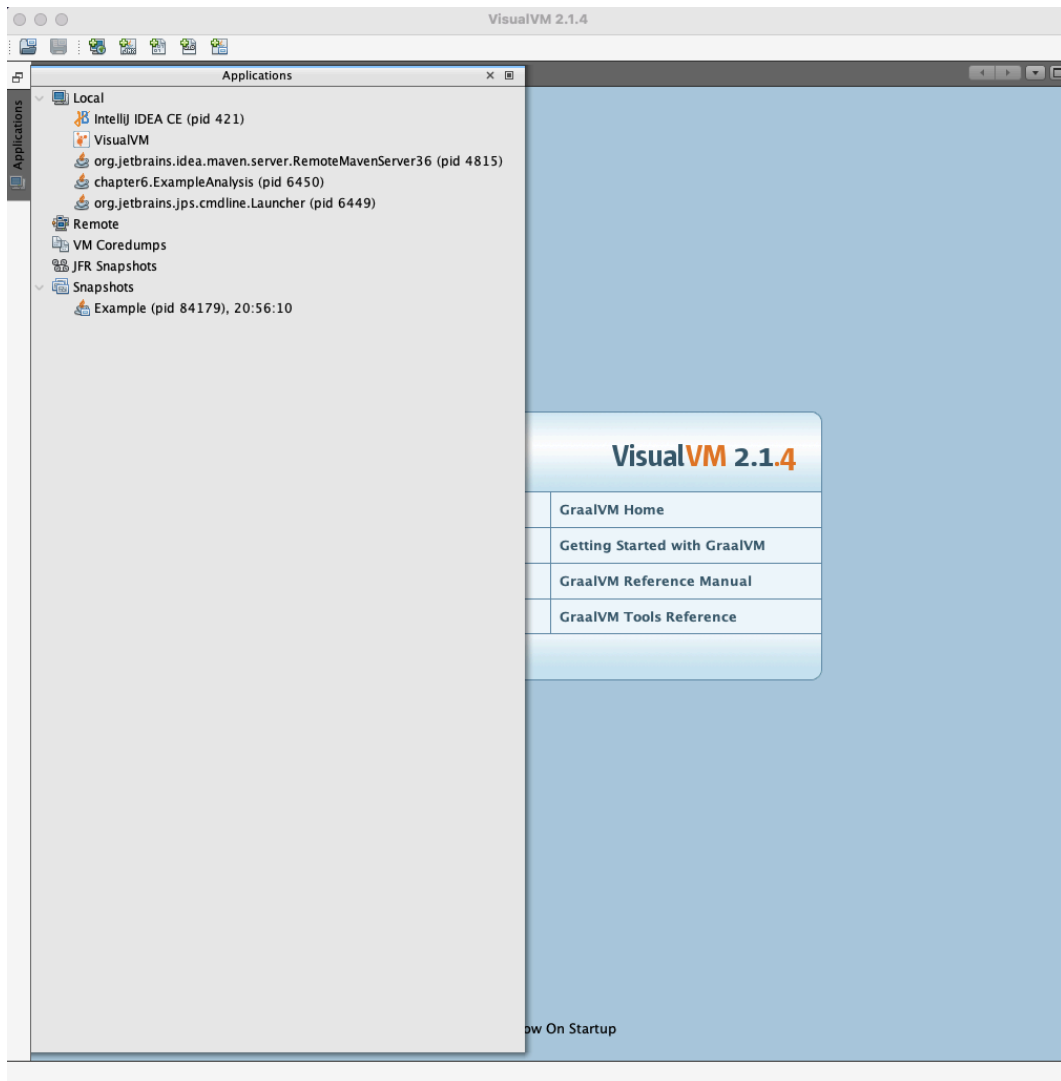 VisualVM 2.1.4
Applications
Applications
Local
IntelliJ IDEA CE (pid 421)
VisualVM
org.jetbrains.idea.maven.server.RemoteMavenServer36 (pid 4815)
chapter6.ExampleAnalysis (pid 6450)
org.jetbrains.jps.cmdline.Launcher (pid 6449)
Remote
VM Coredumps
JFR Snapshots
Snapshots
Example (pid 84179), 20:56:10
VisualVM 2.1.4
GraalVM Home
Getting Started with GraalVM
GraalVM Reference Manual
GraalVM Tools Reference
ow On Startup